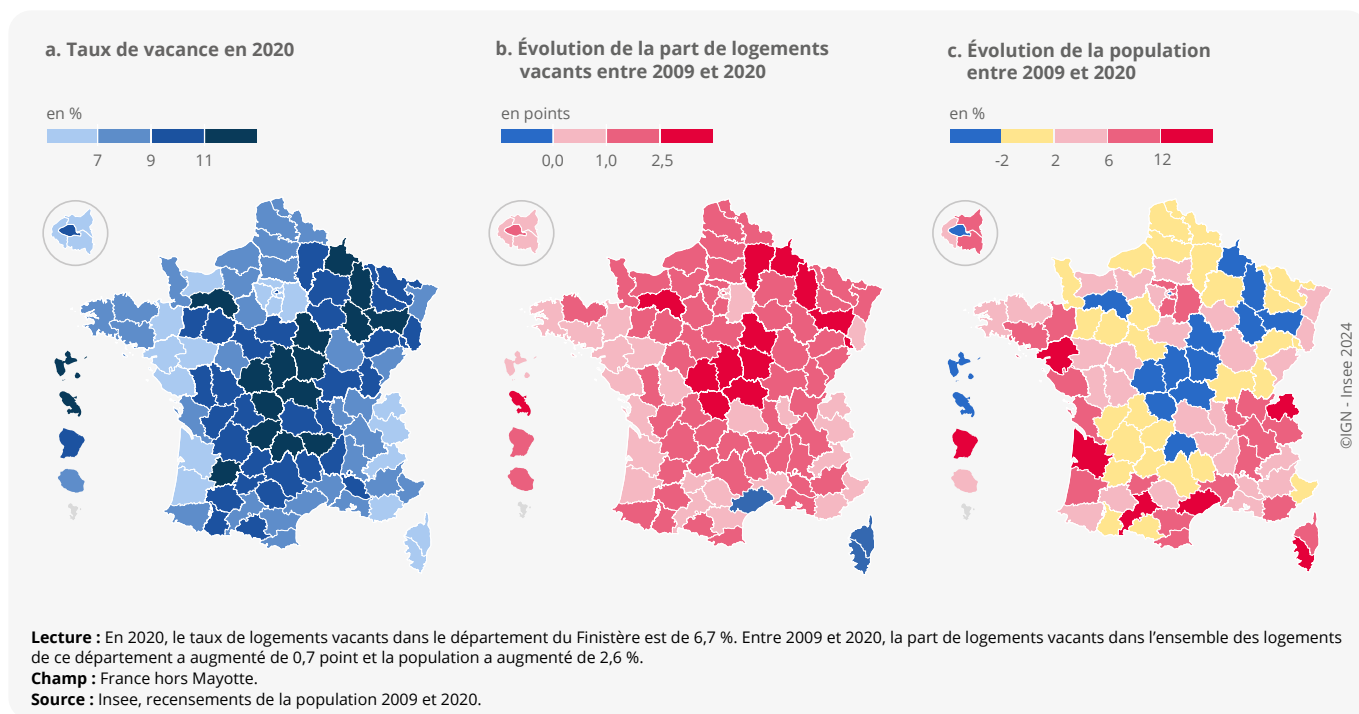 a. Taux de vacance en 2020
en %
7 9 11
b. Évolution de la part de logements
vacants entre 2009 et 2020
en points
0,0 1,0 2,5
c. Évolution de la population
entre 2009 et 2020
en %
-2 2 6 12
©IGN - Insee 2024
Lecture : En 2020, le taux de logements vacants dans le département du Finistère est de 6,7 %. Entre 2009 et 2020, la part de logements vacants dans l’ensemble des logements
de ce département a augmenté de 0,7 point et la population a augmenté de 2,6 %.
Champ : France hors Mayotte.
Source : Insee, recensements de la population 2009 et 2020.